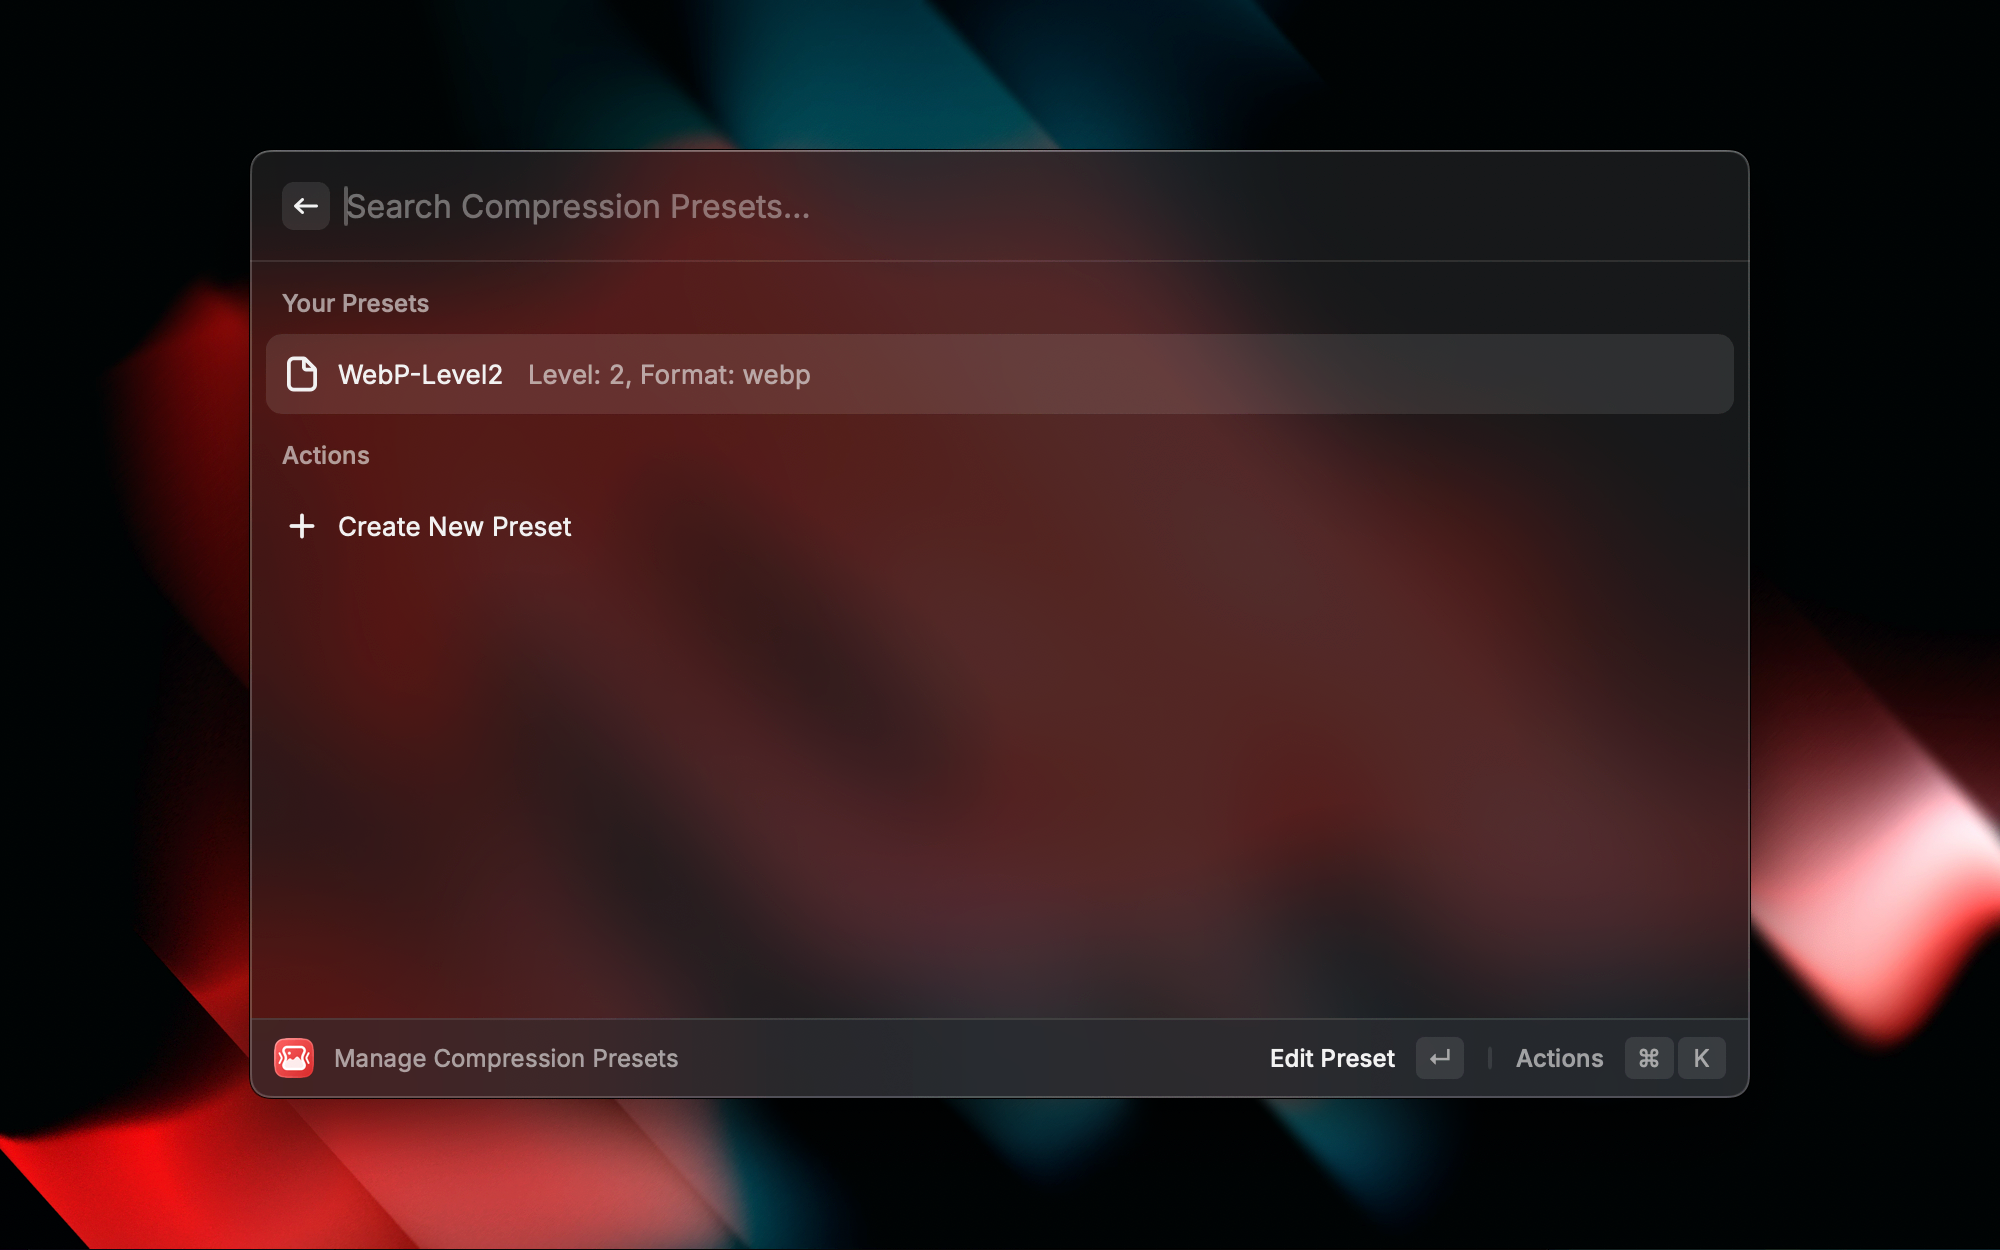 Search Compression Presets...
Your Presets
WebP-Level2 Level: 2, Format: webp
Actions
Create New Preset
Manage Compression Presets Edit Preset ↵ Actions ⌘ K